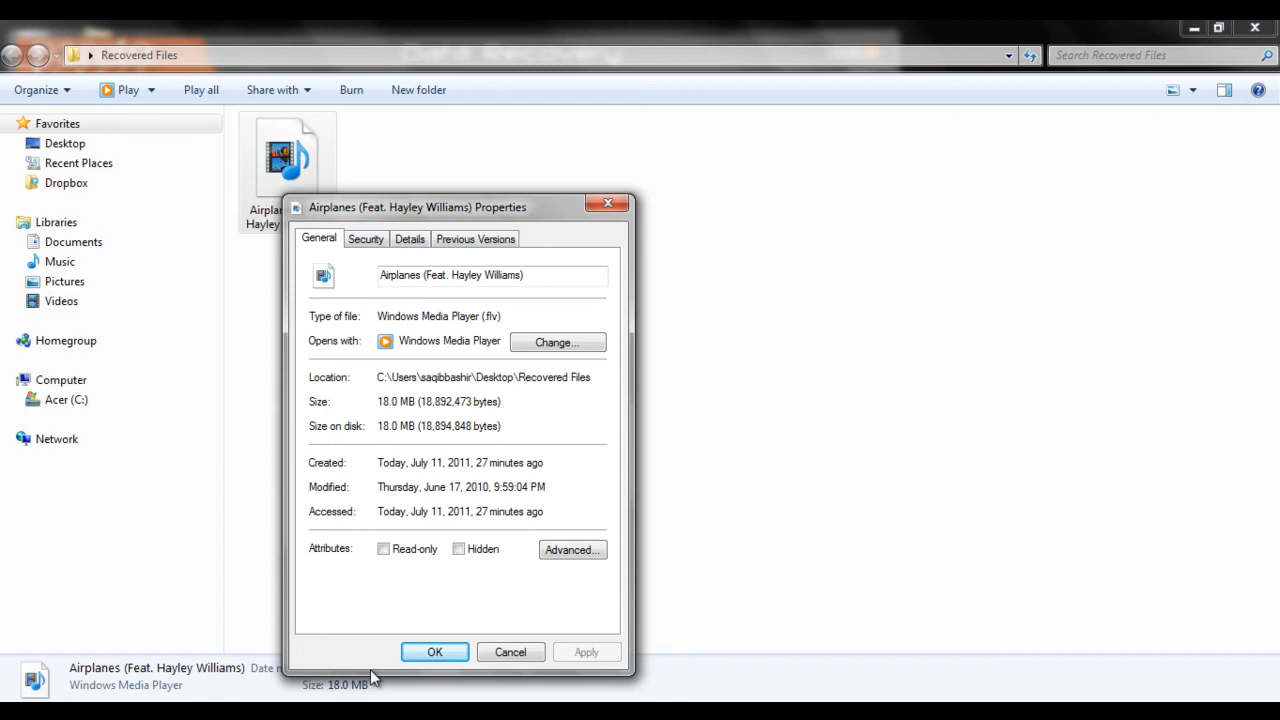 Recovered Files
Search Recovered Files
Organize
Play
Play all
Share with
Burn
New folder
Favorites
Desktop
Recent Places
Dropbox
Libraries
Documents
Music
Pictures
Videos
Homegroup
Computer
Acer (C:)
Network
Hayley
Airplanes (Feat. Hayley Williams) Properties
General Security Details Previous Versions
Airplanes (Feat. Hayley Williams)
Type of file: Windows Media Player (.flv)
Opens with: Windows Media Player Change...
Location: C:\Users\saqibbashir\Desktop\Recovered Files
Size: 18.0 MB (18,892,473 bytes)
Size on disk: 18.0 MB (18,894,848 bytes)
Created: Today, July 11, 2011, 27 minutes ago
Modified: Thursday, June 17, 2010, 9:59:04 PM
Accessed: Today, July 11, 2011, 27 minutes ago
Attributes: Read-only Hidden Advanced...
OK Cancel Apply
Airplanes (Feat. Hayley Williams) Date
Windows Media Player Size: 18.0 MB